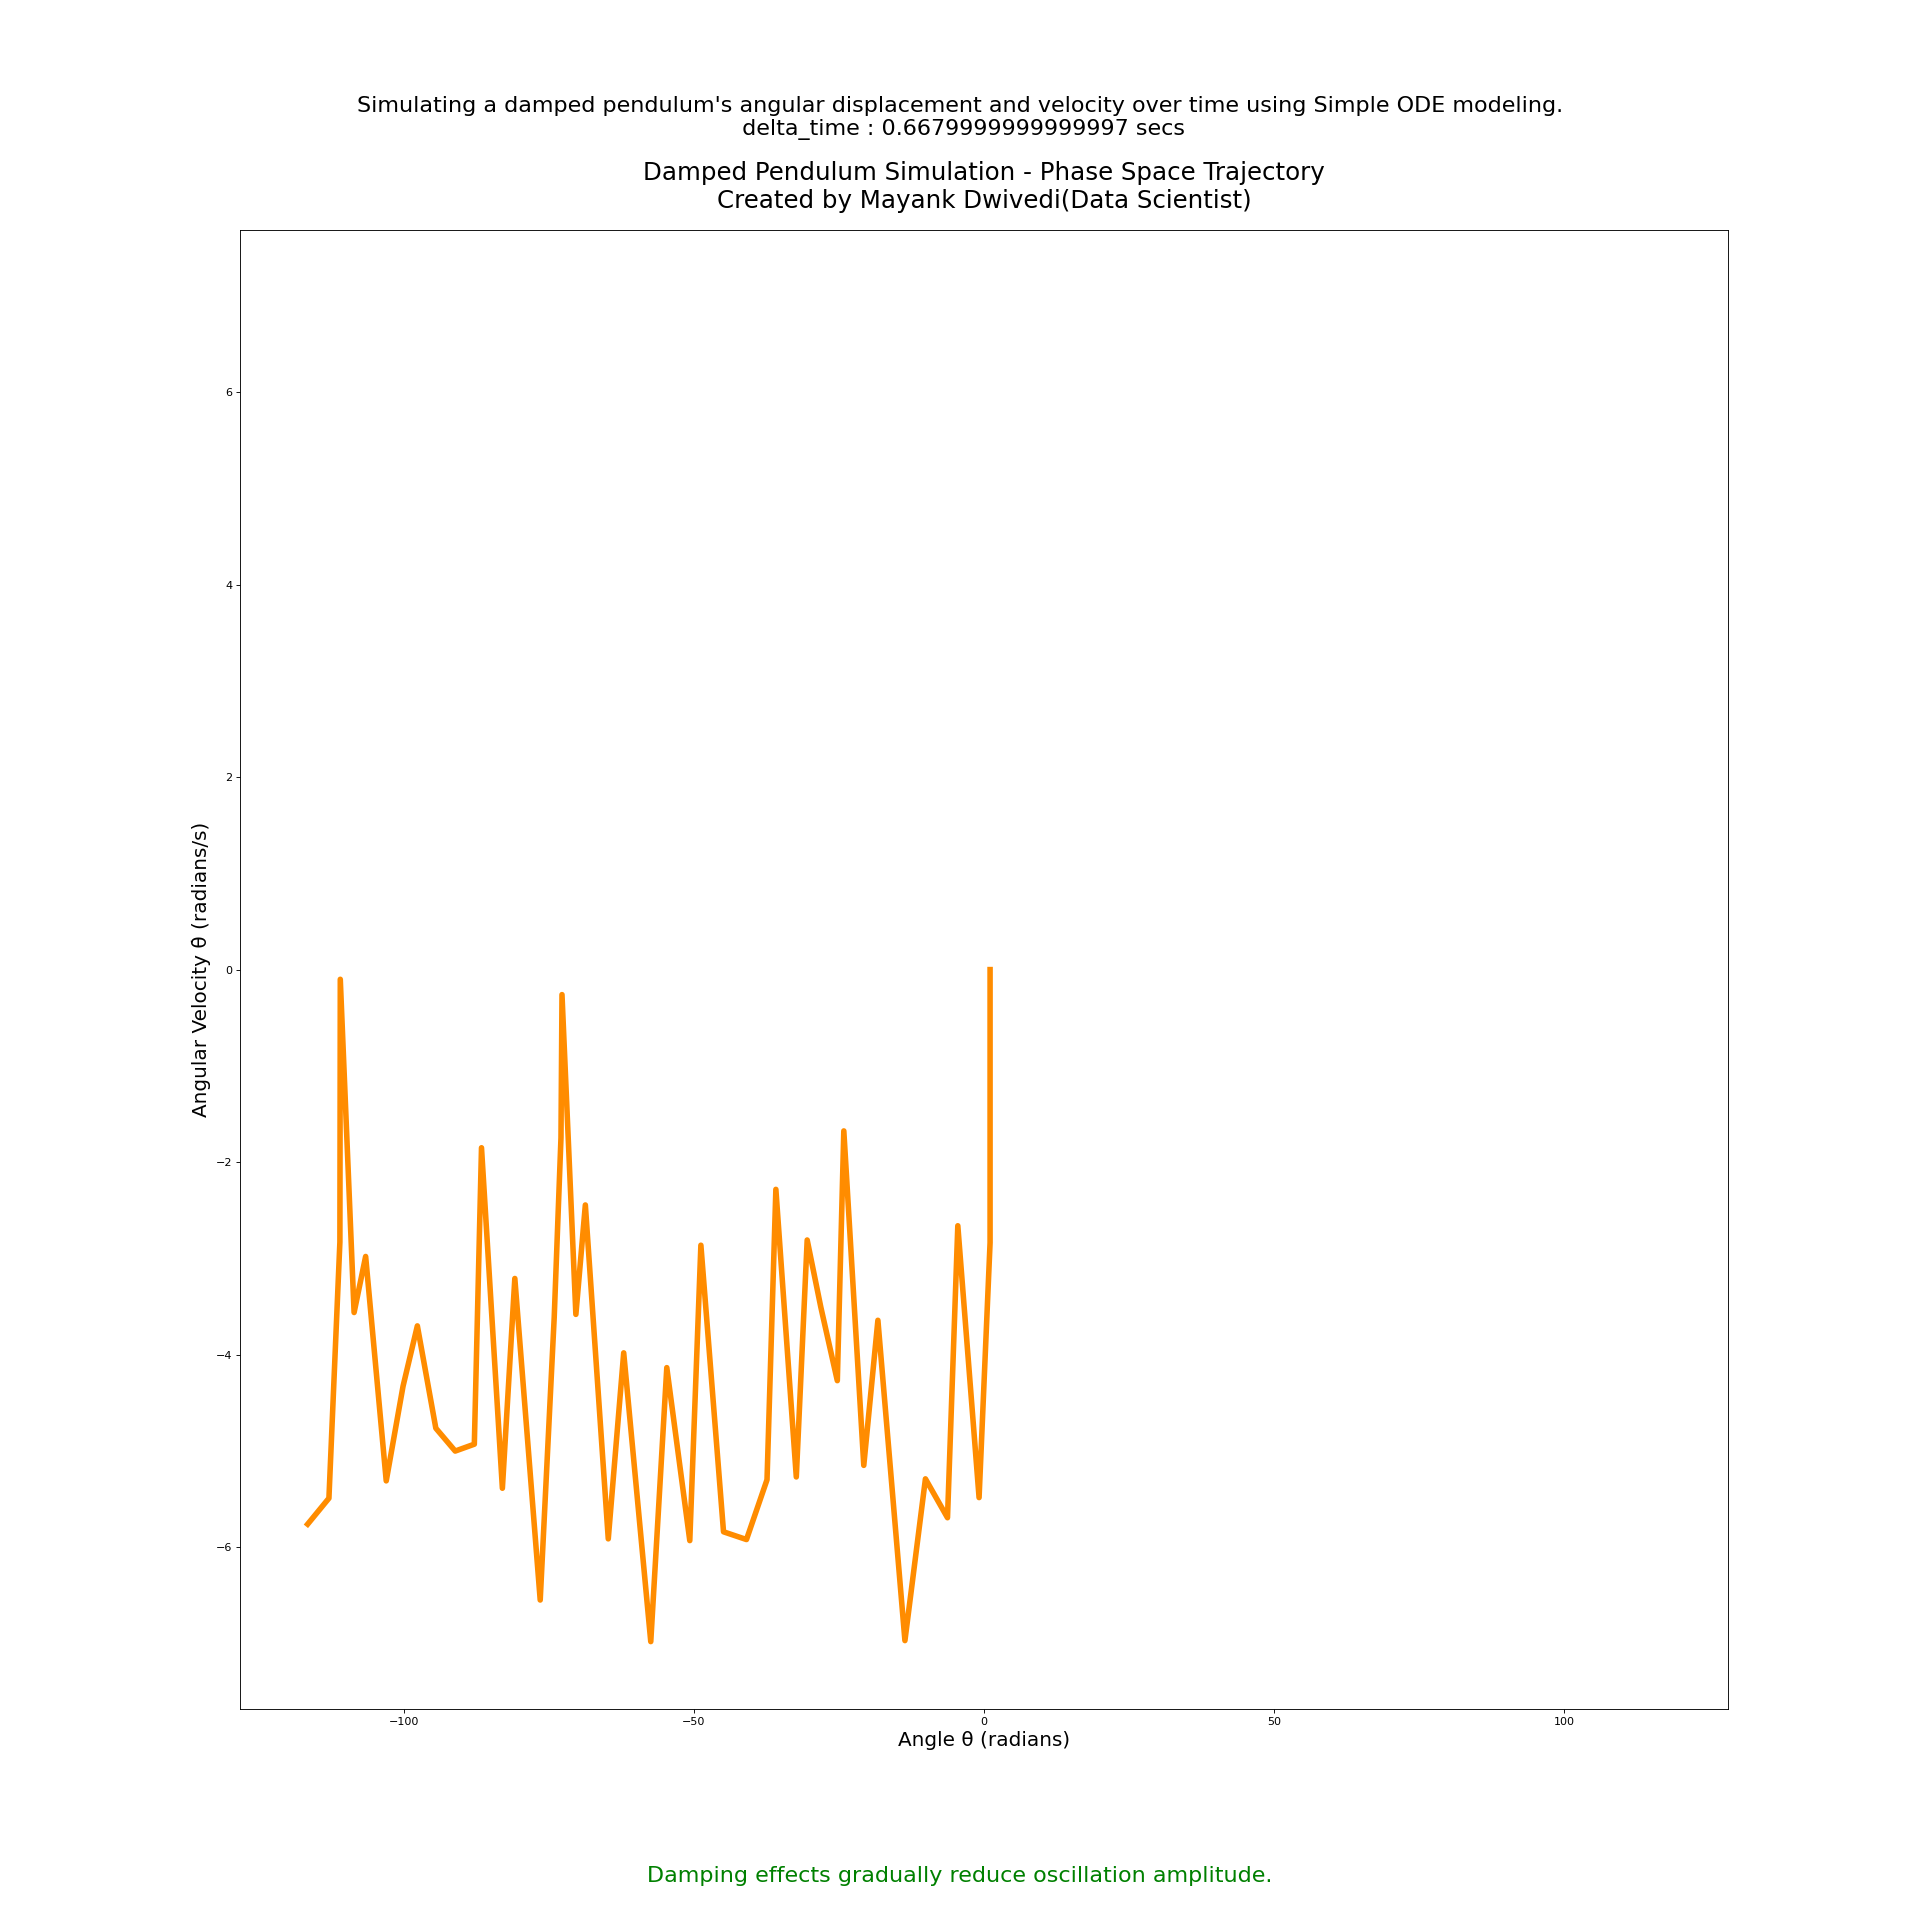 Simulating a damped pendulum's angular displacement and velocity over time using Simple ODE modeling.
delta_time : 0.6679999999999997 secs
Damped Pendulum Simulation - Phase Space Trajectory
Created by Mayank Dwivedi(Data Scientist)
6
4
2
0
−2
−4
−6
Angular Velocity θ (radians/s)
−100
−50
0
50
100
Angle θ (radians)
Damping effects gradually reduce oscillation amplitude.